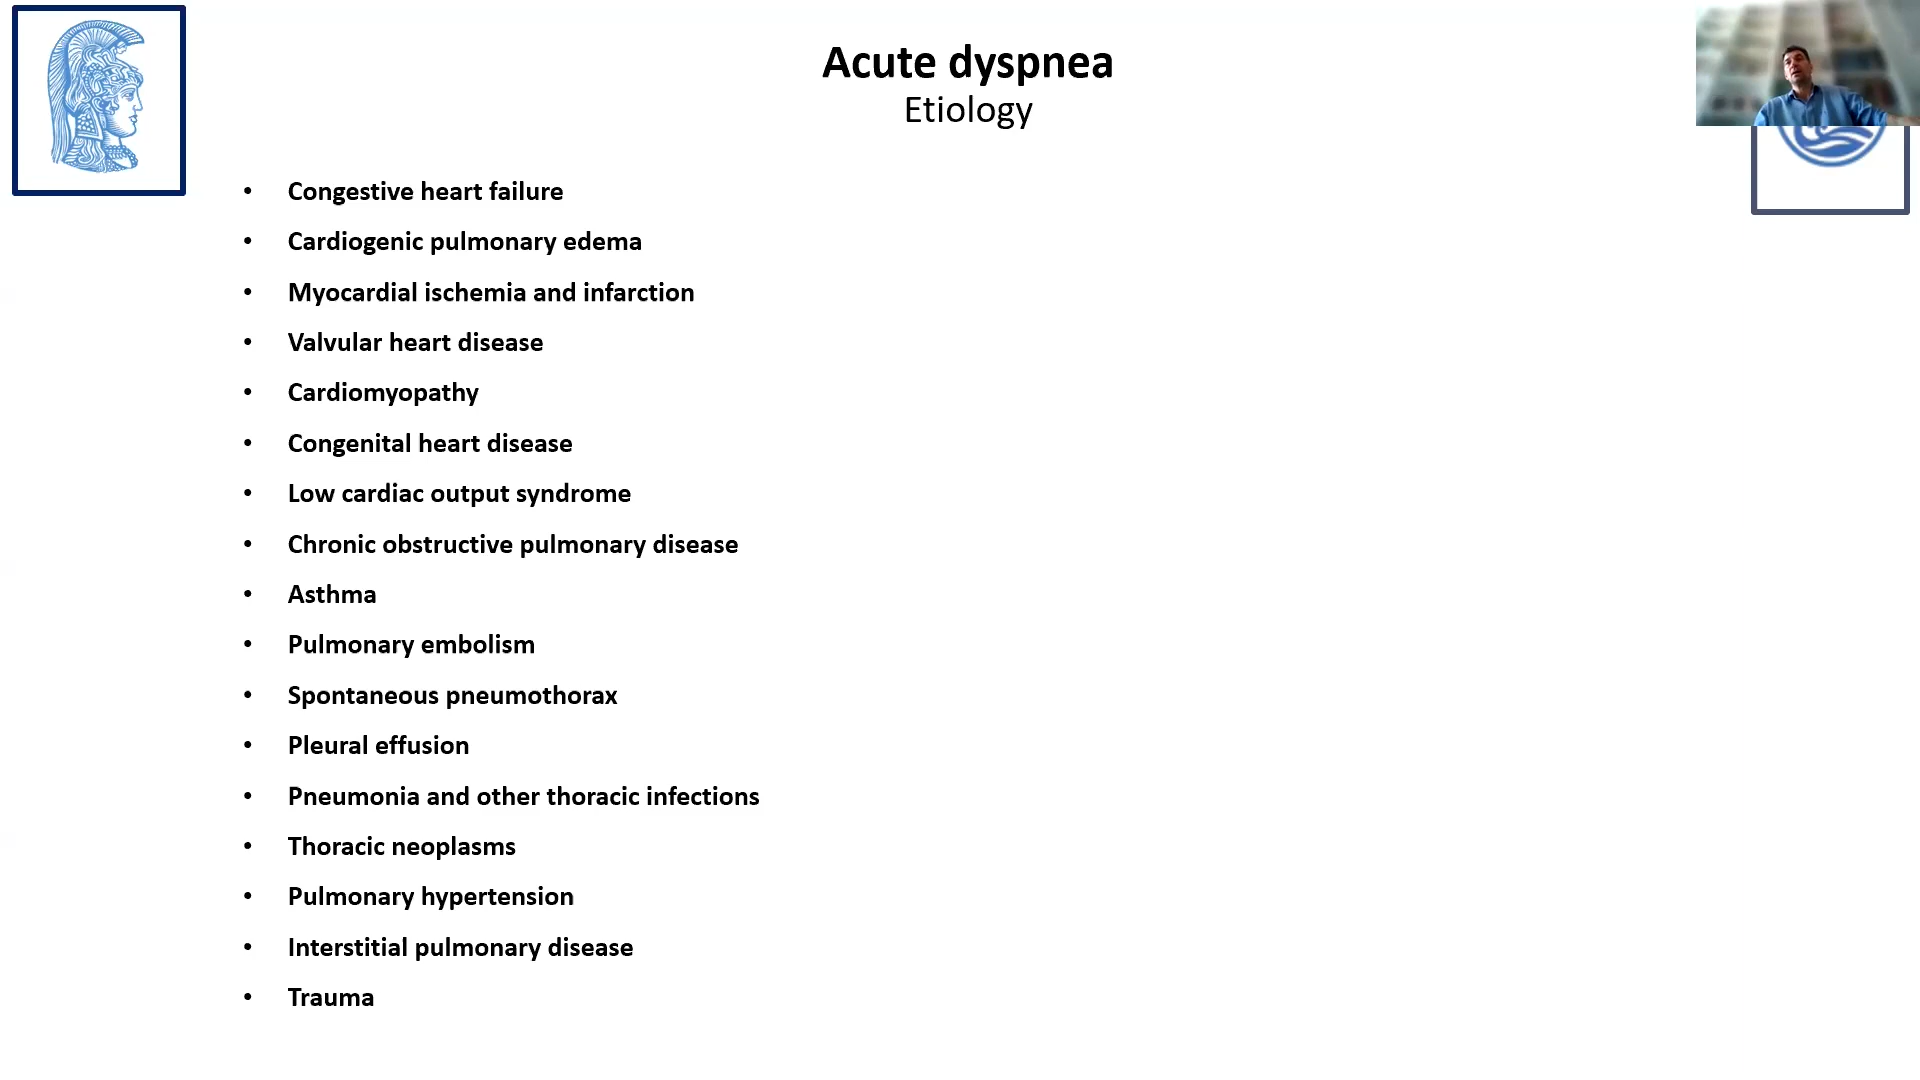 Acute dyspnea
Etiology
• Congestive heart failure
• Cardiogenic pulmonary edema
• Myocardial ischemia and infarction
• Valvular heart disease
• Cardiomyopathy
• Congenital heart disease
• Low cardiac output syndrome
• Chronic obstructive pulmonary disease
• Asthma
• Pulmonary embolism
• Spontaneous pneumothorax
• Pleural effusion
• Pneumonia and other thoracic infections
• Thoracic neoplasms
• Pulmonary hypertension
• Interstitial pulmonary disease
• Trauma